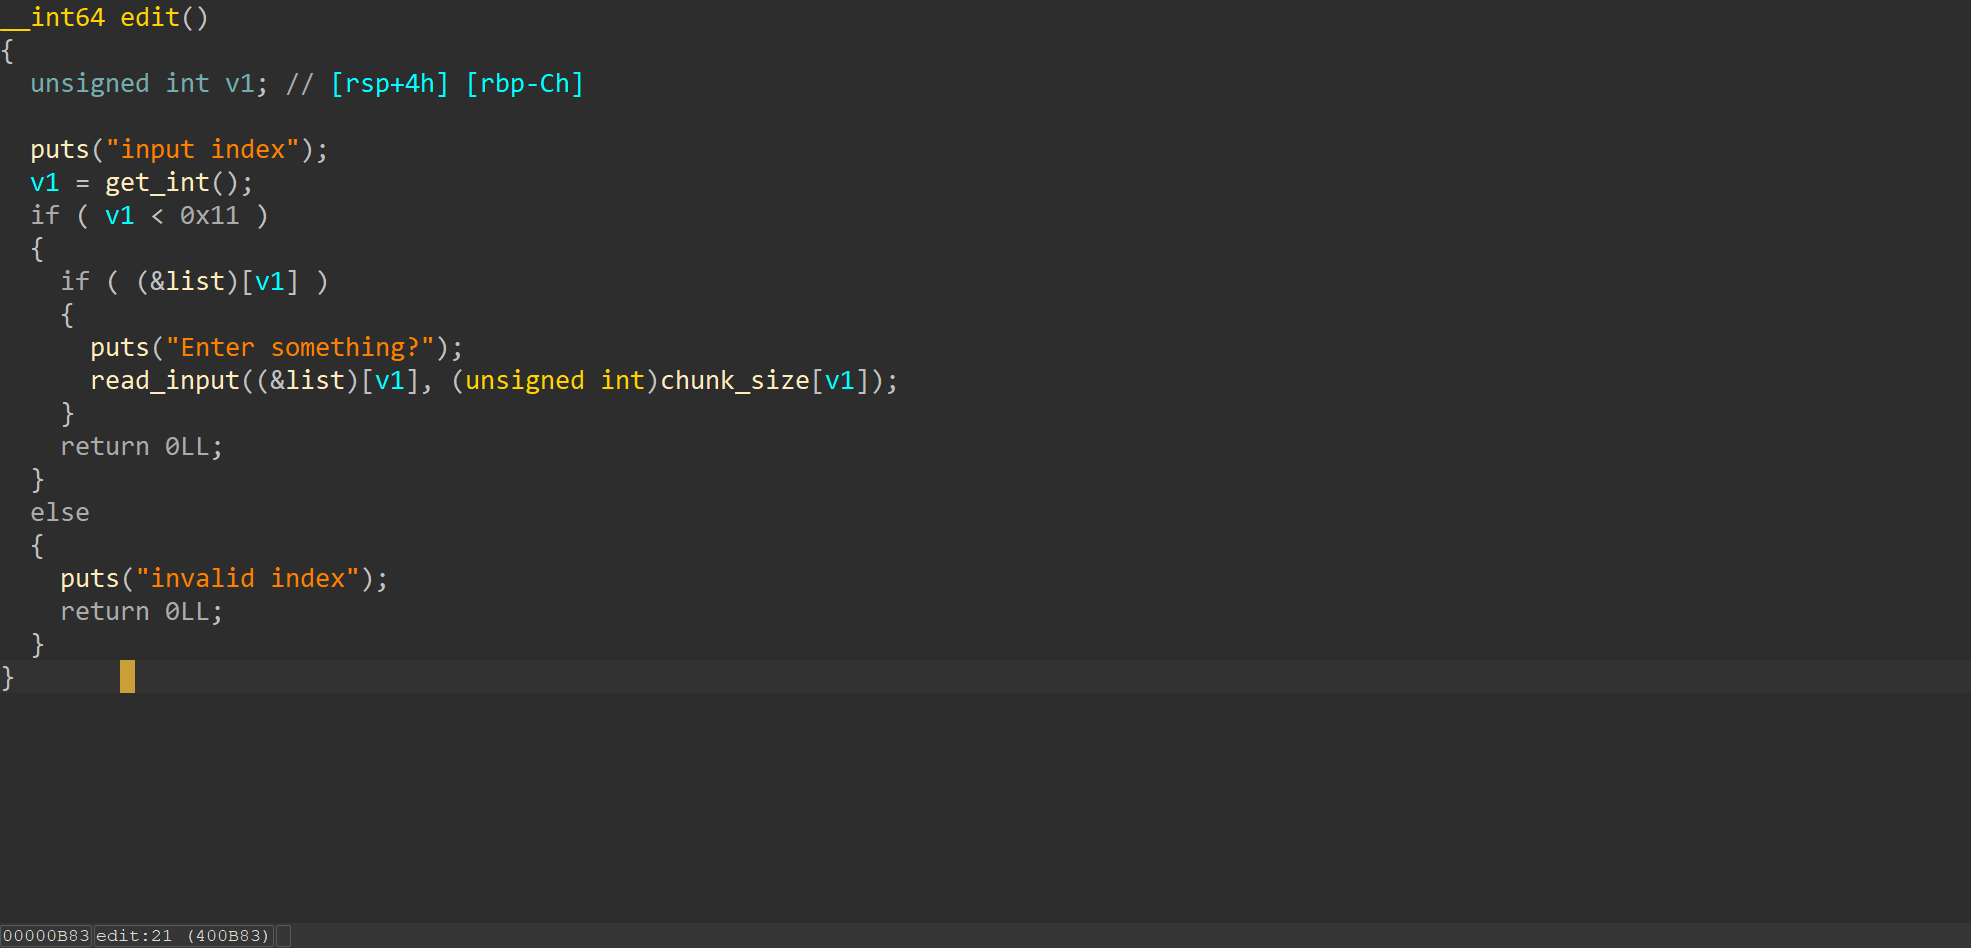 __int64 edit()
{
  unsigned int v1; // [rsp+4h] [rbp-Ch]

  puts("input index");
  v1 = get_int();
  if ( v1 < 0x11 )
  {
    if ( (&list)[v1] )
    {
      puts("Enter something?");
      read_input((&list)[v1], (unsigned int)chunk_size[v1]);
    }
    return 0LL;
  }
  else
  {
    puts("invalid index");
    return 0LL;
  }
}
00000B83 edit:21 (400B83)